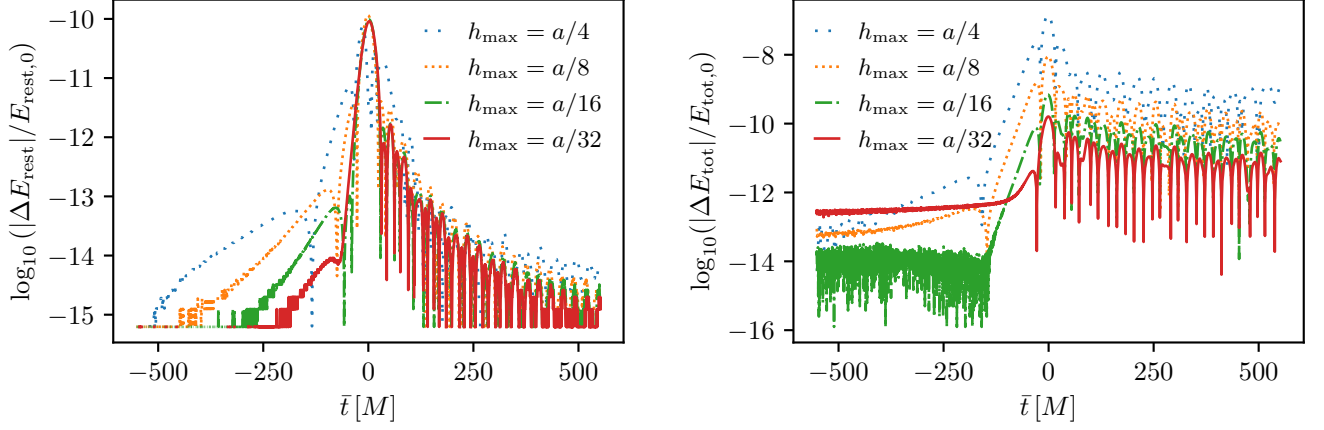 log₁₀(|ΔE_rest|/E_rest,0)
−10
−11
−12
−13
−14
−15
h_max = a/4
h_max = a/8
h_max = a/16
h_max = a/32
−500
−250
0
250
500
t̄ [M]
log₁₀(|ΔE_tot|/E_tot,0)
−8
−10
−12
−14
−16
h_max = a/4
h_max = a/8
h_max = a/16
h_max = a/32
−500
−250
0
250
500
t̄ [M]